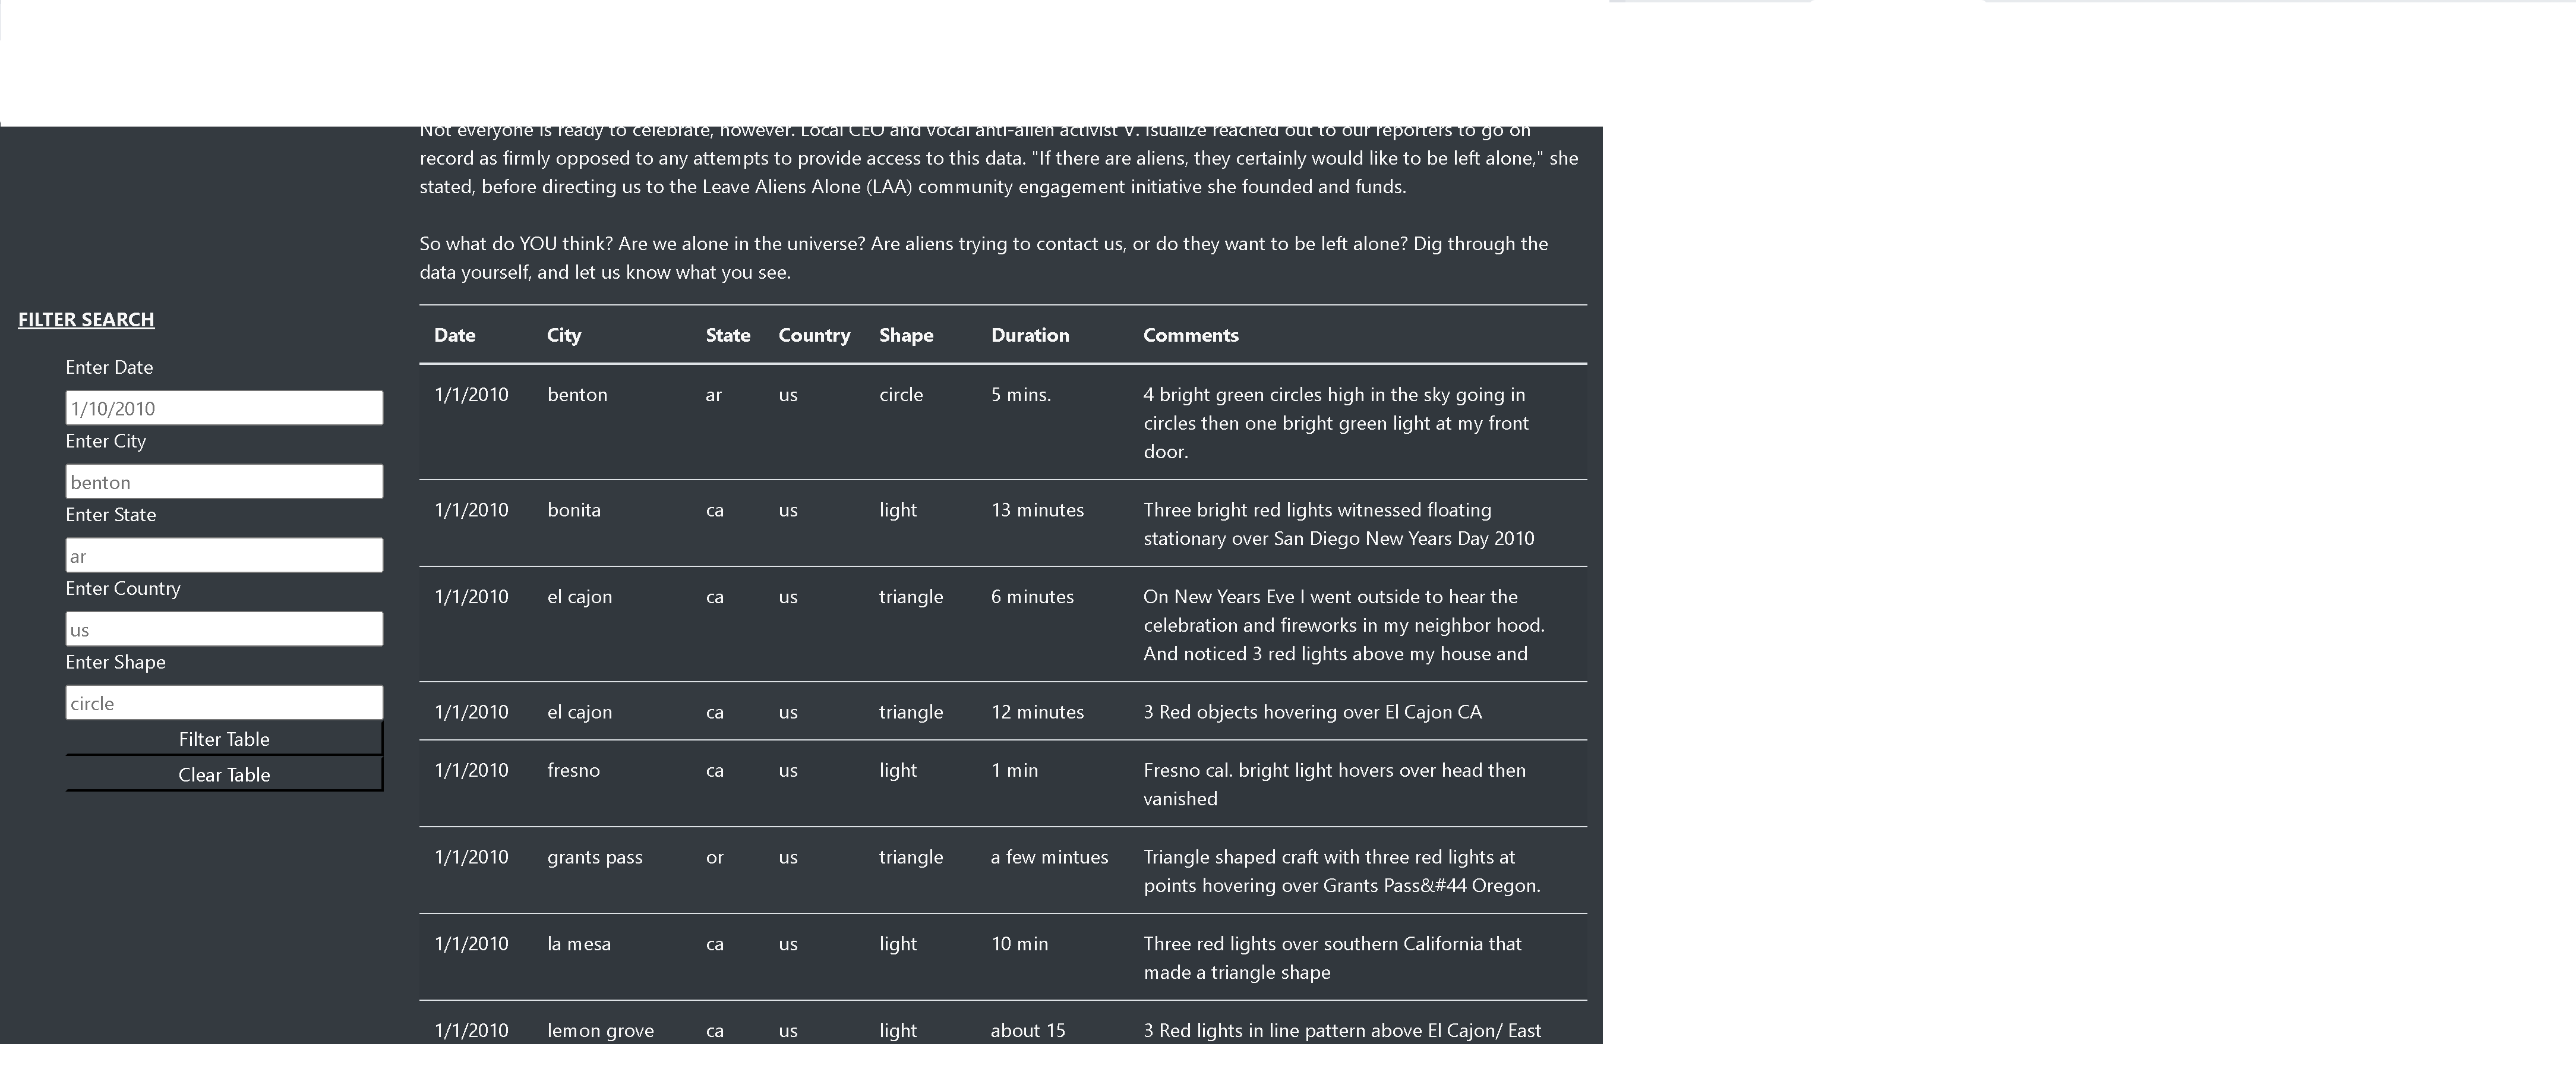 Not everyone is ready to celebrate, however. Local CEO and vocal anti-alien activist V. Isualize reached out to our reporters to go on
record as firmly opposed to any attempts to provide access to this data. "If there are aliens, they certainly would like to be left alone," she
stated, before directing us to the Leave Aliens Alone (LAA) community engagement initiative she founded and funds.
So what do YOU think? Are we alone in the universe? Are aliens trying to contact us, or do they want to be left alone? Dig through the
data yourself, and let us know what you see.
FILTER SEARCH
Enter Date
1/10/2010
Enter City
benton
Enter State
ar
Enter Country
us
Enter Shape
circle
Filter Table
Clear Table
Date City State Country Shape Duration Comments
1/1/2010 benton ar us circle 5 mins. 4 bright green circles high in the sky going in
circles then one bright green light at my front
door.
1/1/2010 bonita ca us light 13 minutes Three bright red lights witnessed floating
stationary over San Diego New Years Day 2010
1/1/2010 el cajon ca us triangle 6 minutes On New Years Eve I went outside to hear the
celebration and fireworks in my neighbor hood.
And noticed 3 red lights above my house and
1/1/2010 el cajon ca us triangle 12 minutes 3 Red objects hovering over El Cajon CA
1/1/2010 fresno ca us light 1 min Fresno cal. bright light hovers over head then
vanished
1/1/2010 grants pass or us triangle a few mintues Triangle shaped craft with three red lights at
points hovering over Grants Pass&#44 Oregon.
1/1/2010 la mesa ca us light 10 min Three red lights over southern California that
made a triangle shape
1/1/2010 lemon grove ca us light about 15 3 Red lights in line pattern above El Cajon/ East